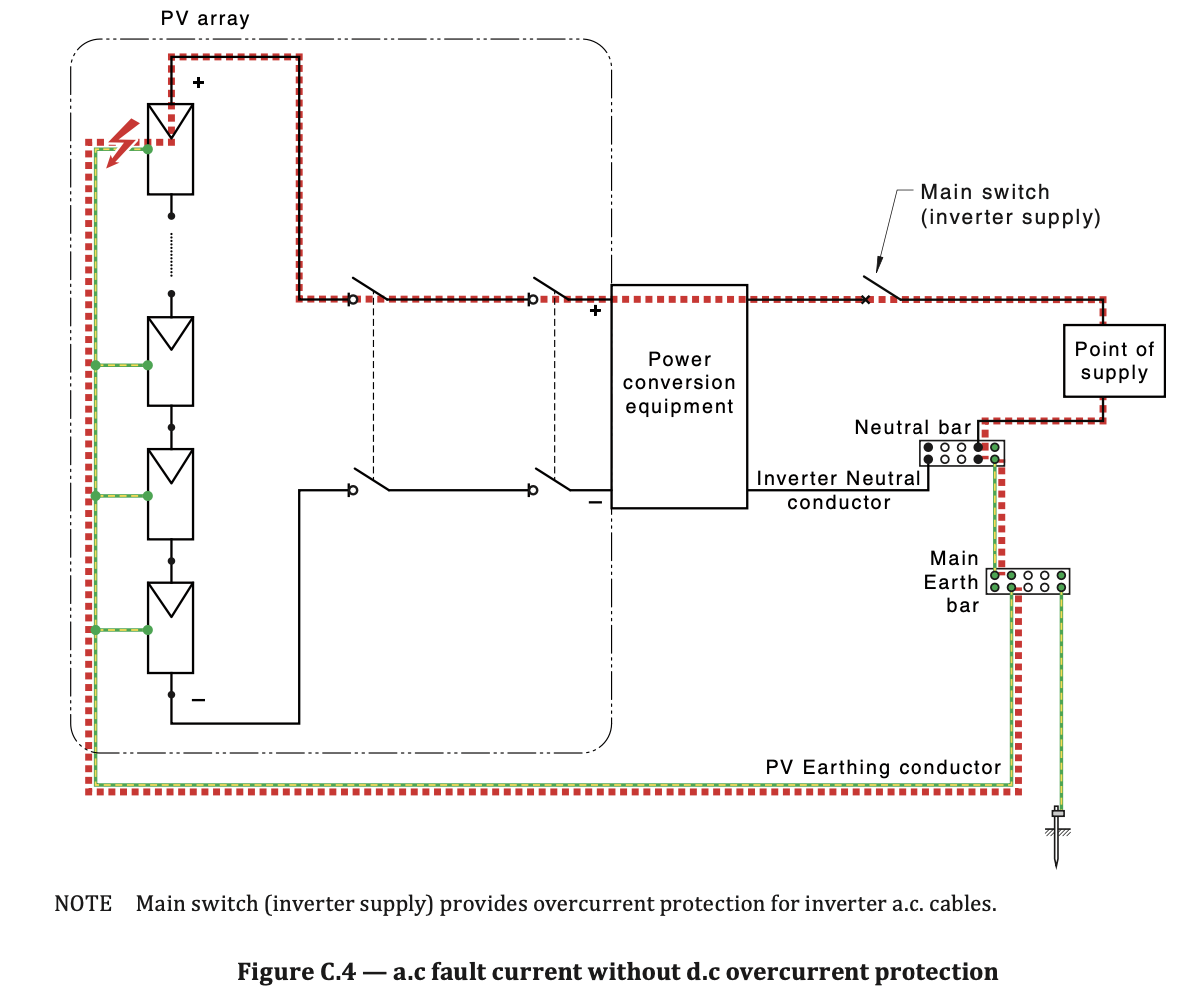 PV array
+
Main switch
(inverter supply)
+
Power
conversion
equipment
Point of
supply
Neutral bar
Inverter Neutral
conductor
–
Main
Earth
bar
–
PV Earthing conductor
NOTE Main switch (inverter supply) provides overcurrent protection for inverter a.c. cables.
Figure C.4 — a.c fault current without d.c overcurrent protection